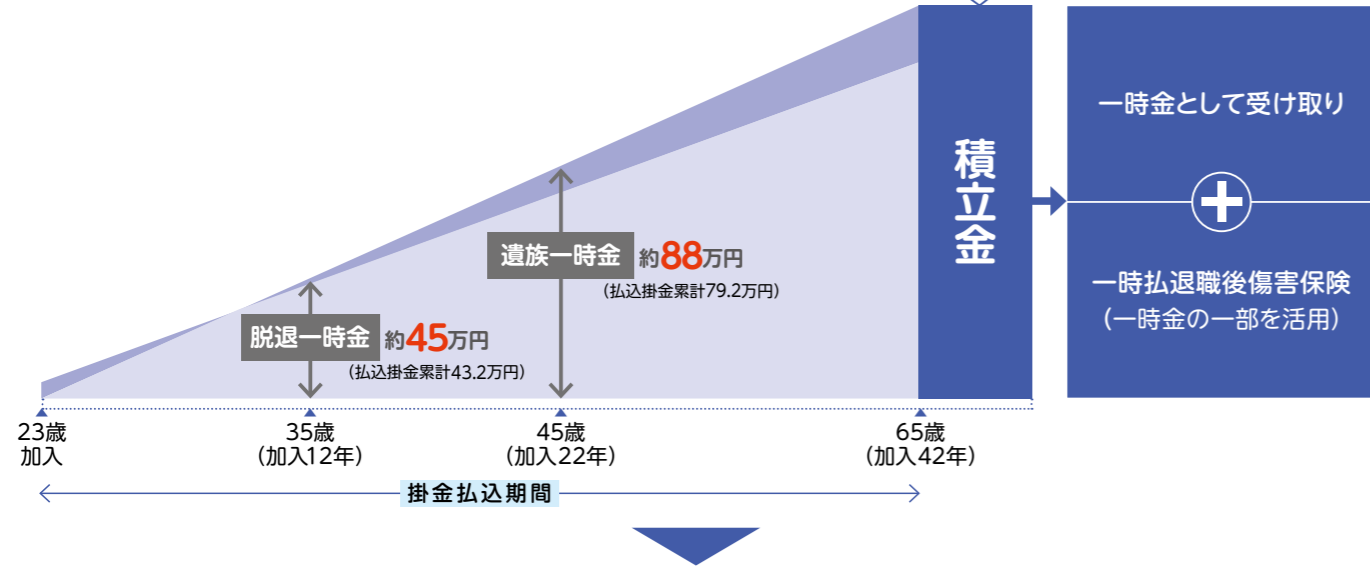 一時金として受け取り
積立金
+
一時払退職後傷害保険
（一時金の一部を活用）
遺族一時金 約88万円
（払込掛金累計79.2万円）
脱退一時金 約45万円
（払込掛金累計43.2万円）
23歳
加入
35歳
（加入12年）
45歳
（加入22年）
65歳
（加入42年）
掛金払込期間